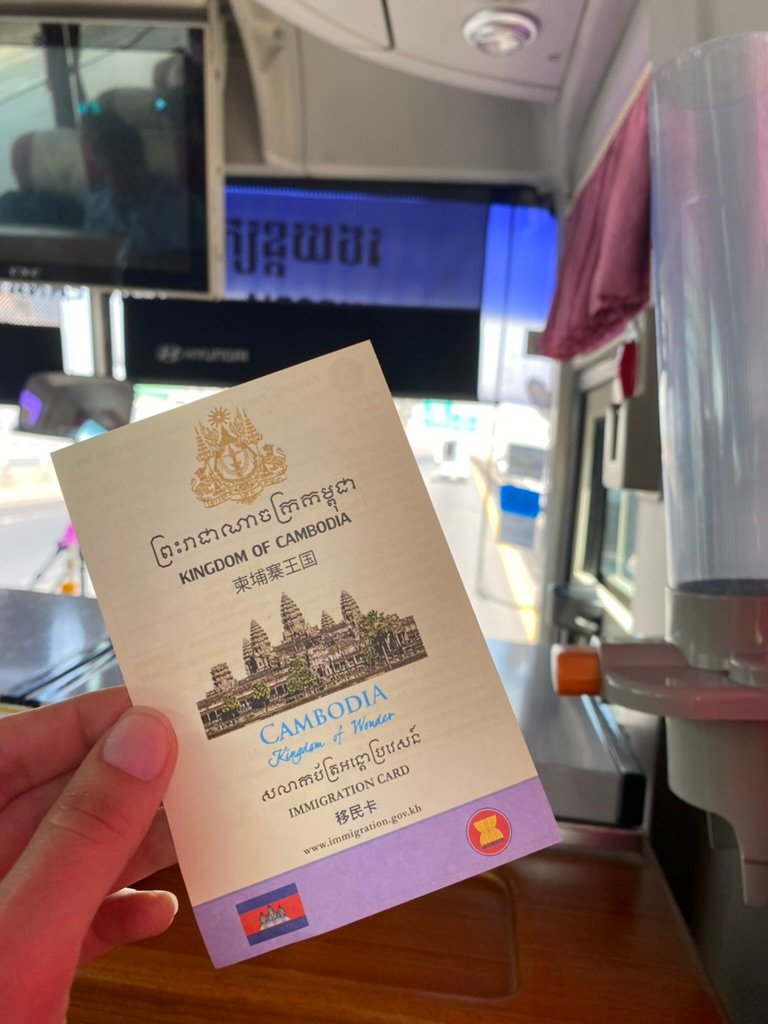 HYUNDAI
ព្រះរាជាណាចក្រកម្ពុជា
KINGDOM OF CAMBODIA
柬埔寨王国
CAMBODIA
Kingdom of Wonder
សលាកប័ត្រអន្តោប្រវេសន៍
IMMIGRATION CARD
移民卡
www.immigration.gov.kh